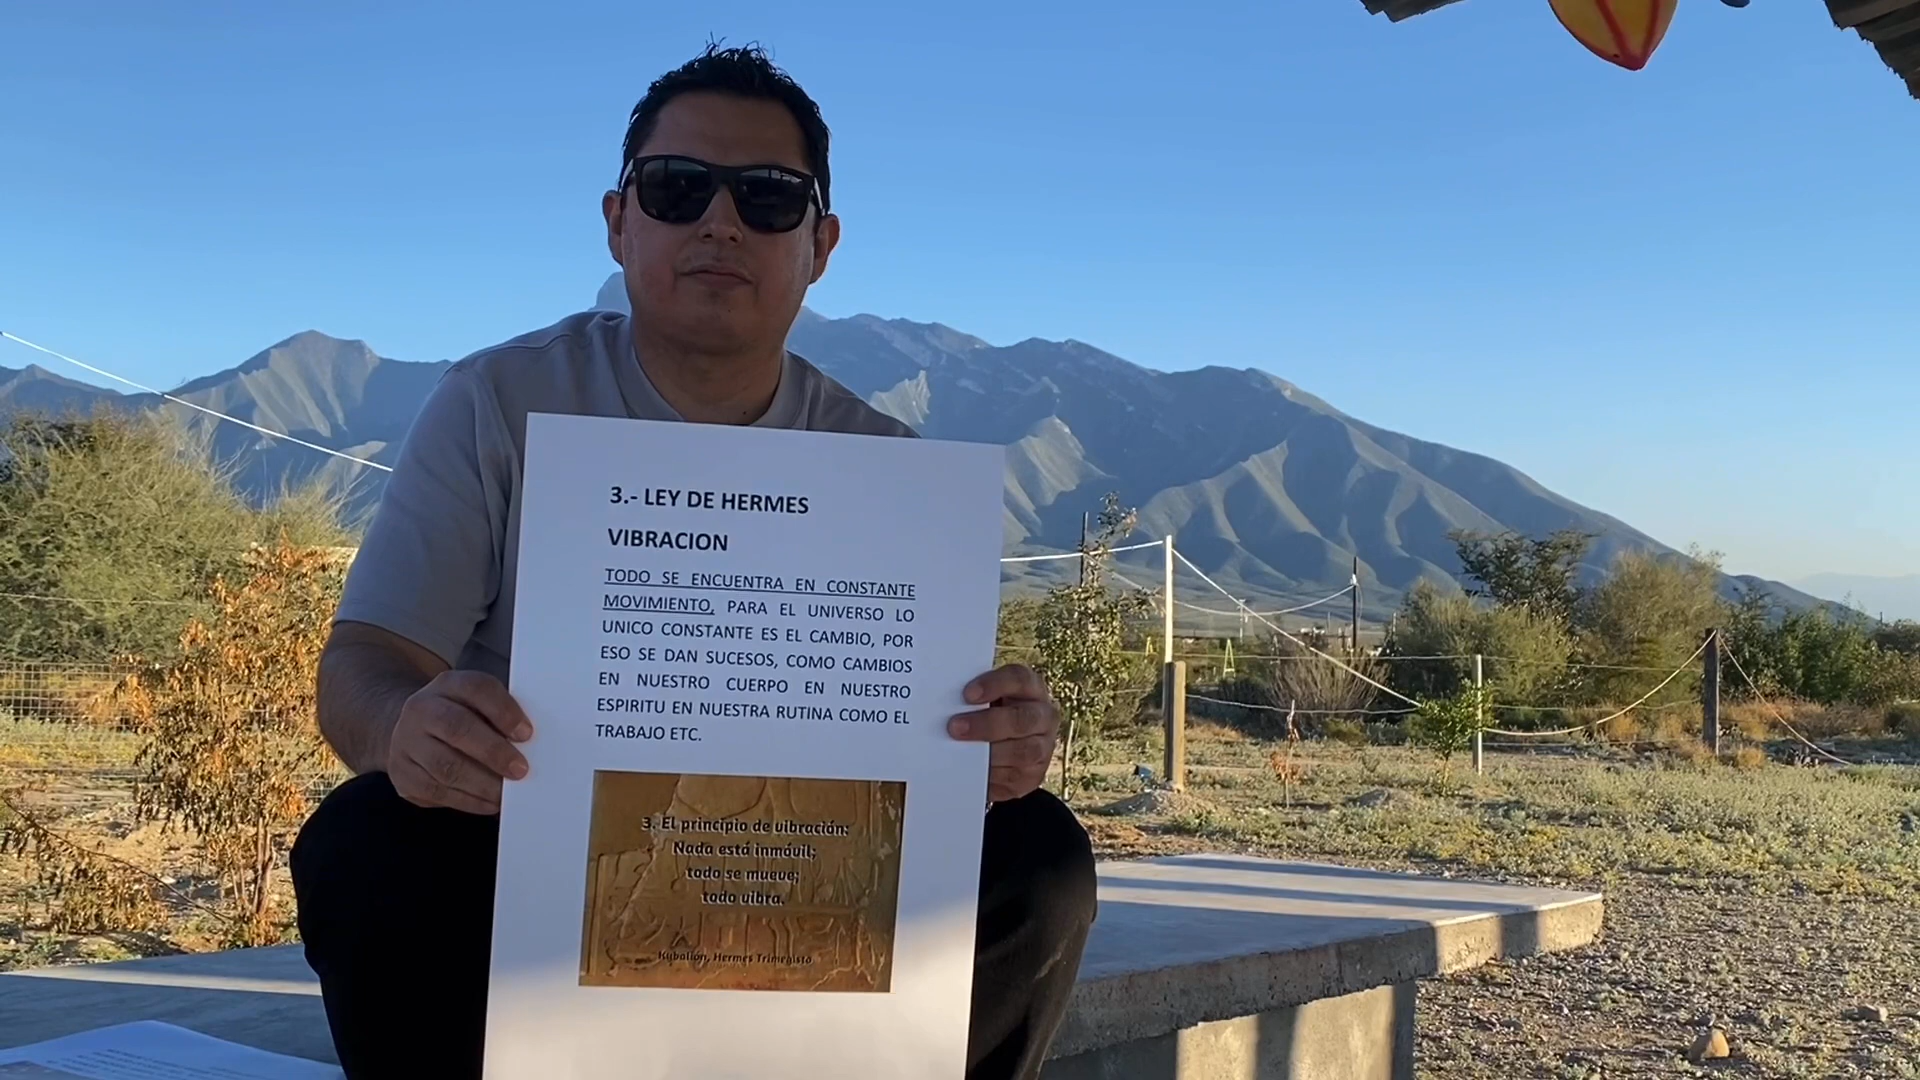 3.- LEY DE HERMES
VIBRACION
TODO SE ENCUENTRA EN CONSTANTE
MOVIMIENTO, PARA EL UNIVERSO LO
UNICO CONSTANTE ES EL CAMBIO, POR
ESO SE DAN SUCESOS, COMO CAMBIOS
EN NUESTRO CUERPO EN NUESTRO
ESPIRITU EN NUESTRA RUTINA COMO EL
TRABAJO ETC.
3. El principio de vibración:
Nada está inmóvil;
todo se mueve;
todo vibra.
Kybalión, Hermes Trimegisto